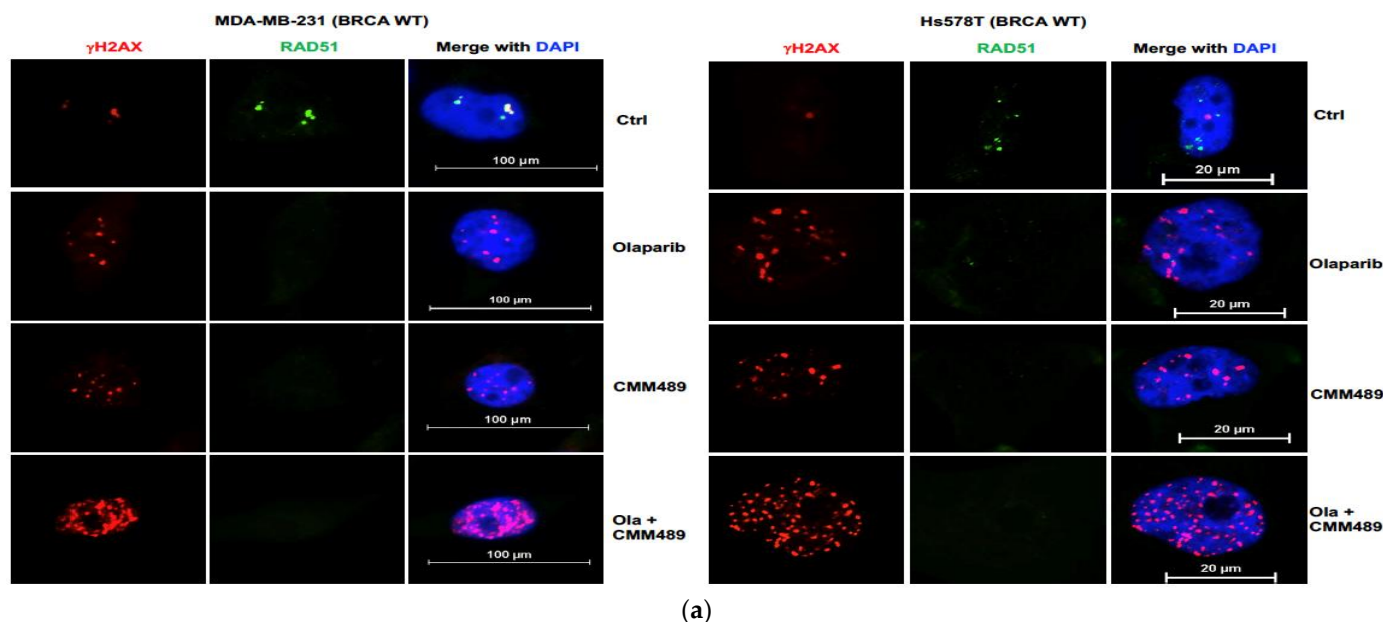 MDA-MB-231 (BRCA WT)
γH2AX RAD51 Merge with DAPI
Ctrl
100 µm
Olaparib
100 µm
CMM489
100 µm
Ola +
CMM489
100 µm
Hs578T (BRCA WT)
γH2AX RAD51 Merge with DAPI
Ctrl
20 µm
Olaparib
20 µm
CMM489
20 µm
Ola +
CMM489
20 µm
(a)